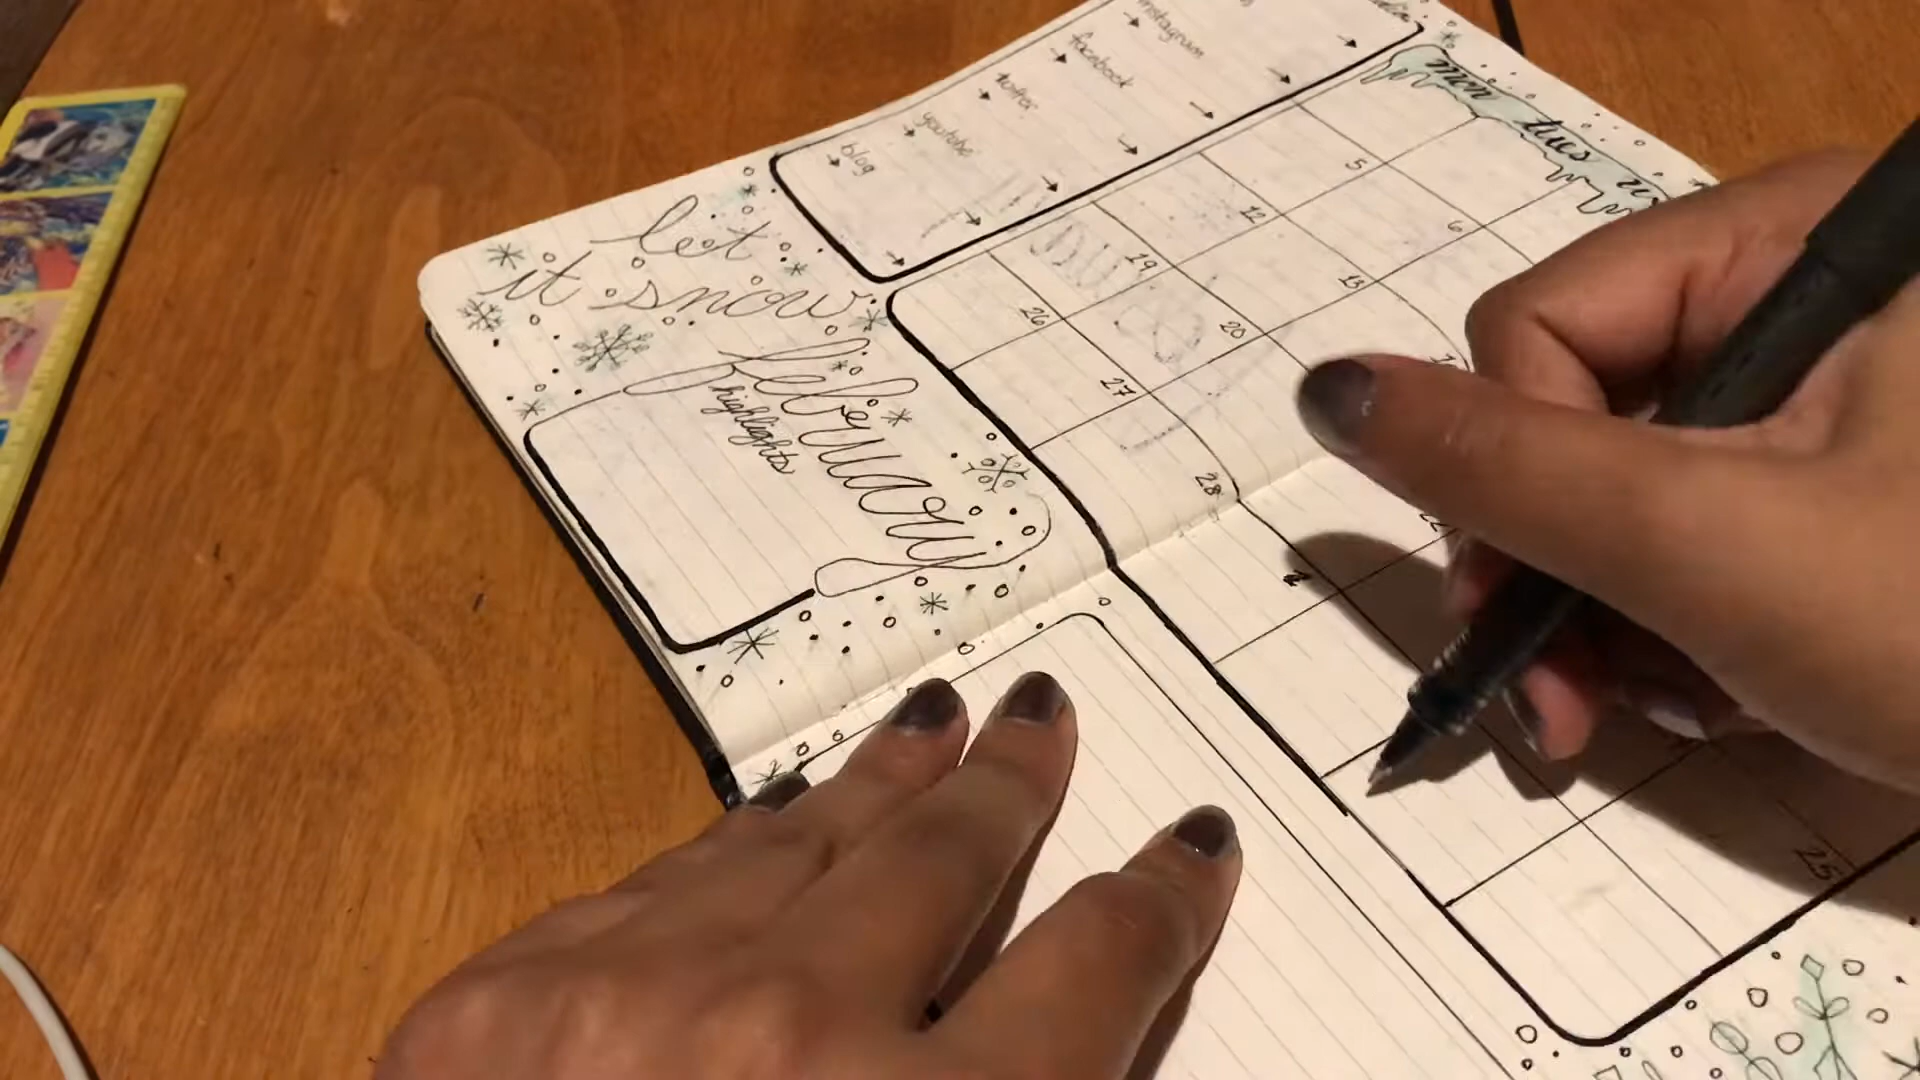 let
it snow
february
highlights
instagram
facebook
twitter
youtube
blog
mon tues
5
6
12
13
19
20
26
27
28
22
25